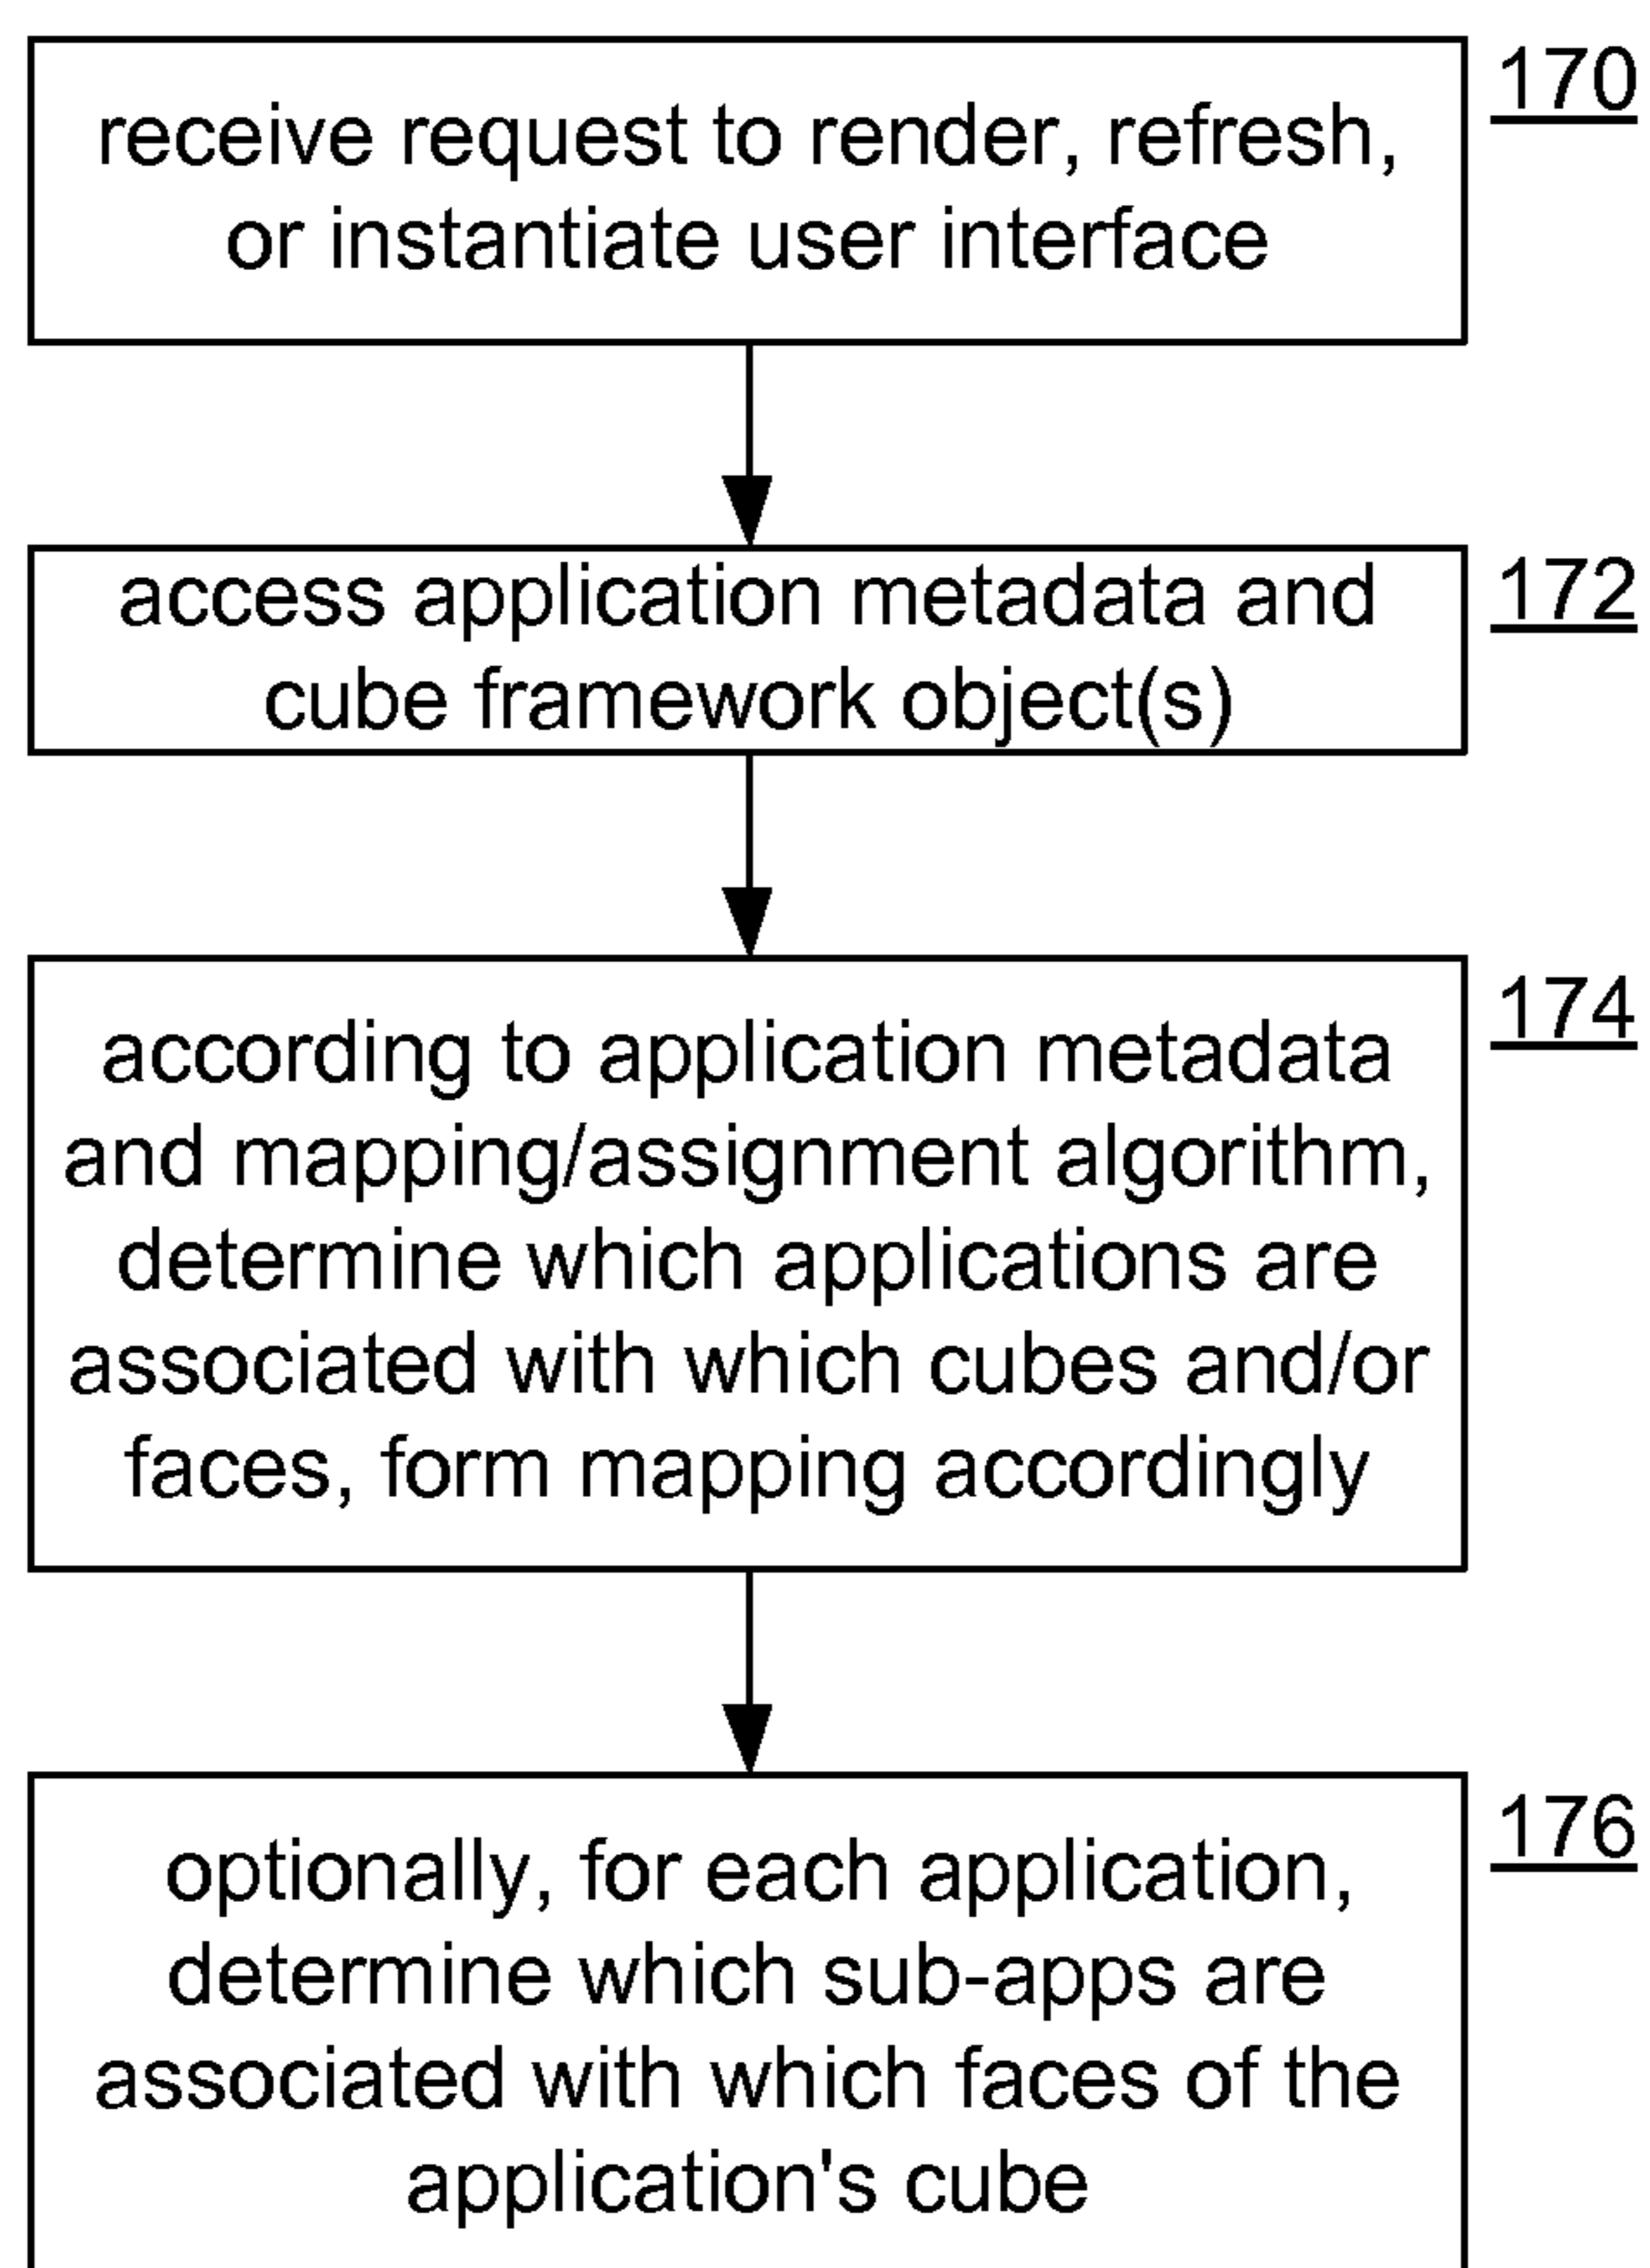 receive request to render, refresh,
or instantiate user interface
170
access application metadata and
cube framework object(s)
172
according to application metadata
and mapping/assignment algorithm,
determine which applications are
associated with which cubes and/or
faces, form mapping accordingly
174
optionally, for each application,
determine which sub-apps are
associated with which faces of the
application's cube
176